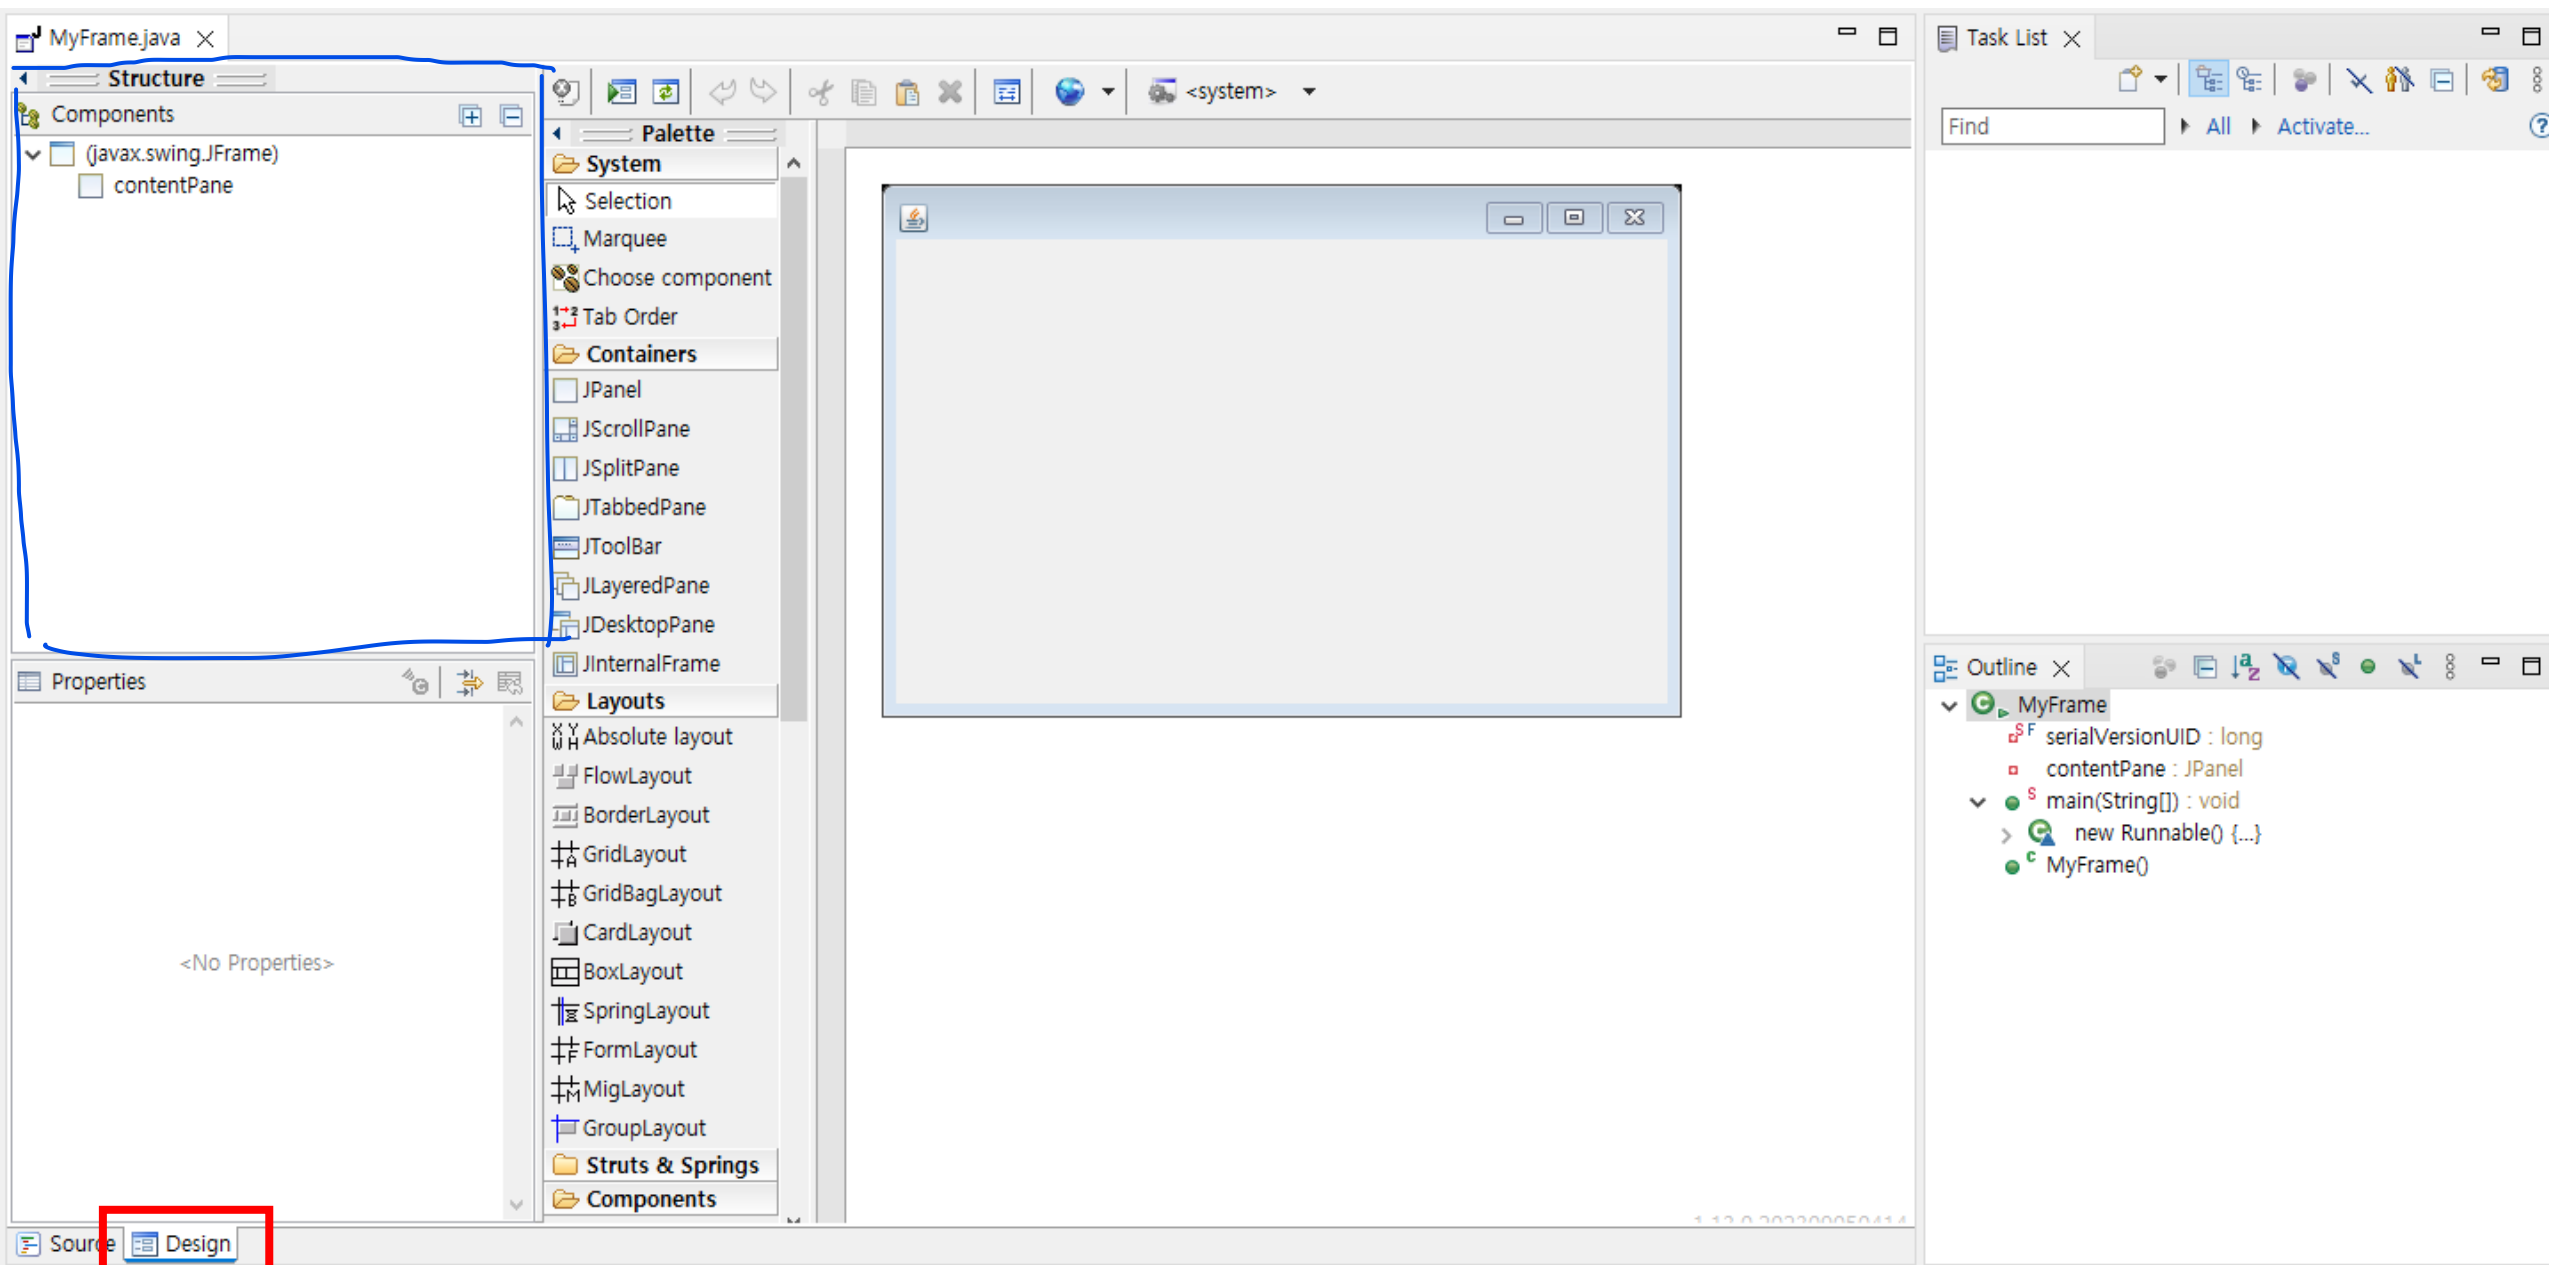 MyFrame.java
Structure
Components
(javax.swing.JFrame)
contentPane
Properties
<No Properties>
Source
Design
<system>
Palette
System
Selection
Marquee
Choose component
Tab Order
Containers
JPanel
JScrollPane
JSplitPane
JTabbedPane
JToolBar
JLayeredPane
JDesktopPane
JInternalFrame
Layouts
Absolute layout
FlowLayout
BorderLayout
GridLayout
GridBagLayout
CardLayout
BoxLayout
SpringLayout
FormLayout
MigLayout
GroupLayout
Struts & Springs
Components
Task List
Find
All
Activate...
Outline
MyFrame
serialVersionUID : long
contentPane : JPanel
main(String[]) : void
new Runnable() {...}
MyFrame()